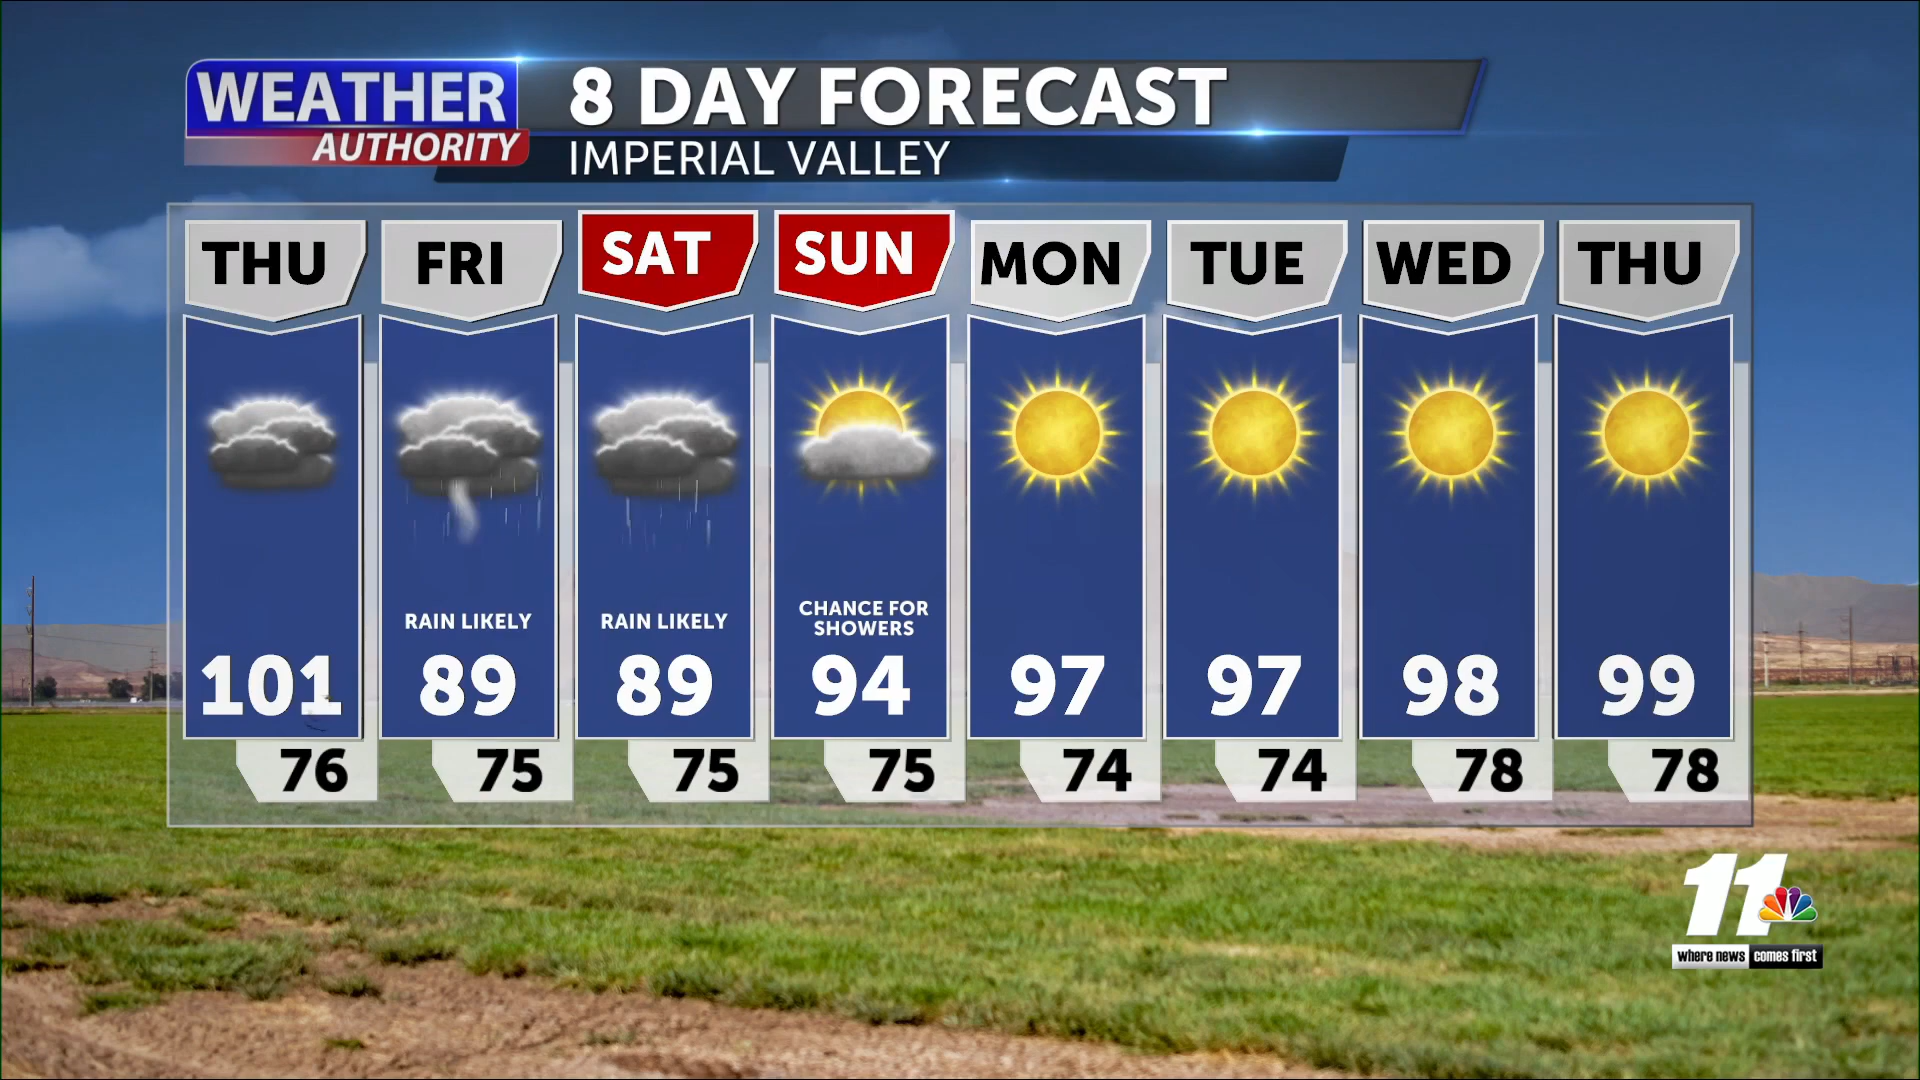 WEATHER
AUTHORITY
8 DAY FORECAST
IMPERIAL VALLEY
THU FRI SAT SUN MON TUE WED THU
RAIN LIKELY RAIN LIKELY CHANCE FOR
SHOWERS
101 89 89 94 97 97 98 99
76 75 75 75 74 74 78 78
11
where news comes first